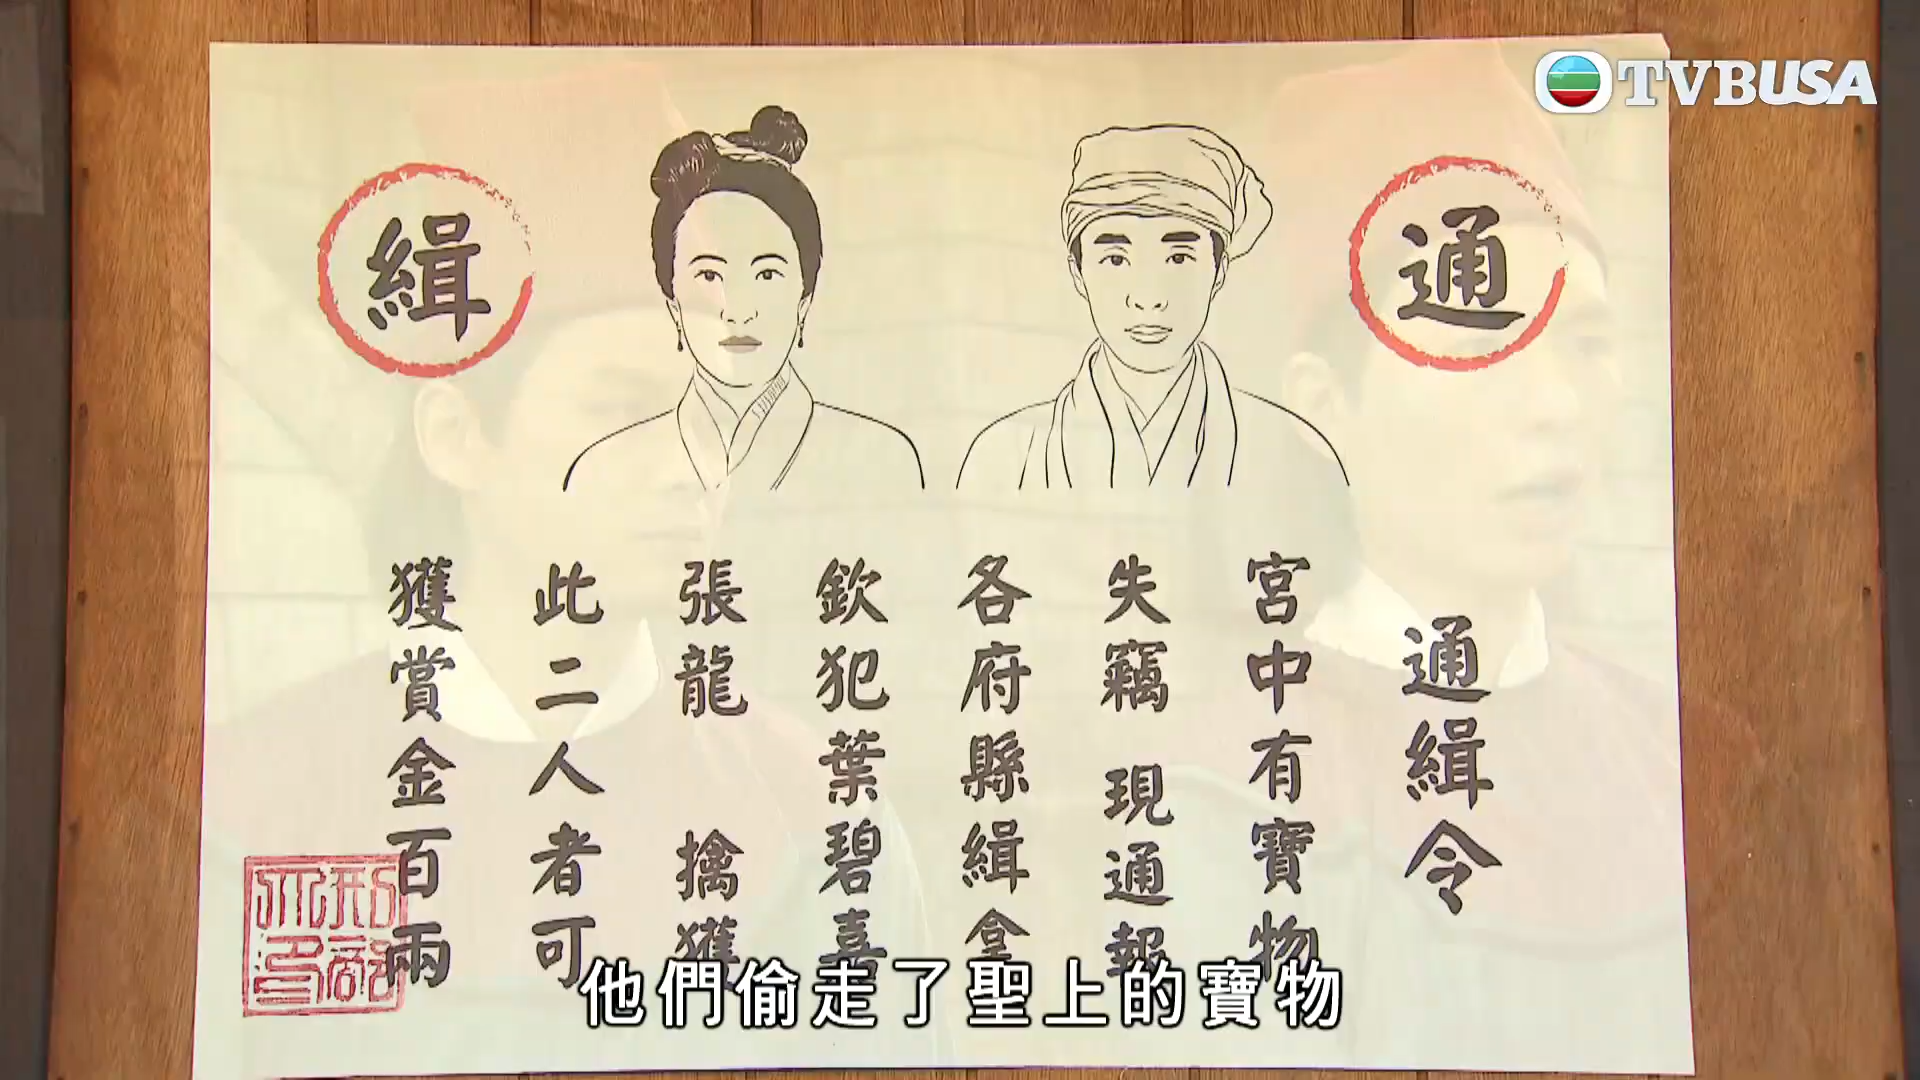 TVBUSA
通
緝
通緝令
宮中有寶物
失竊 現通報
各府縣緝拿
欽犯葉碧喜
張龍 擒獲
此二人者可
獲賞金百兩
他們偷走了聖上的寶物